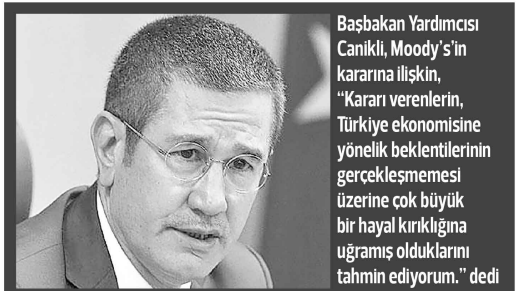 Başbakan Yardımcısı
Canikli, Moody's'in
kararına ilişkin,
“Kararı verenlerin,
Türkiye ekonomisine
yönelik beklentilerinin
gerçekleşmemesi
üzerine çok büyük
bir hayal kırıklığına
uğramış olduklarını
tahmin ediyorum.” dedi